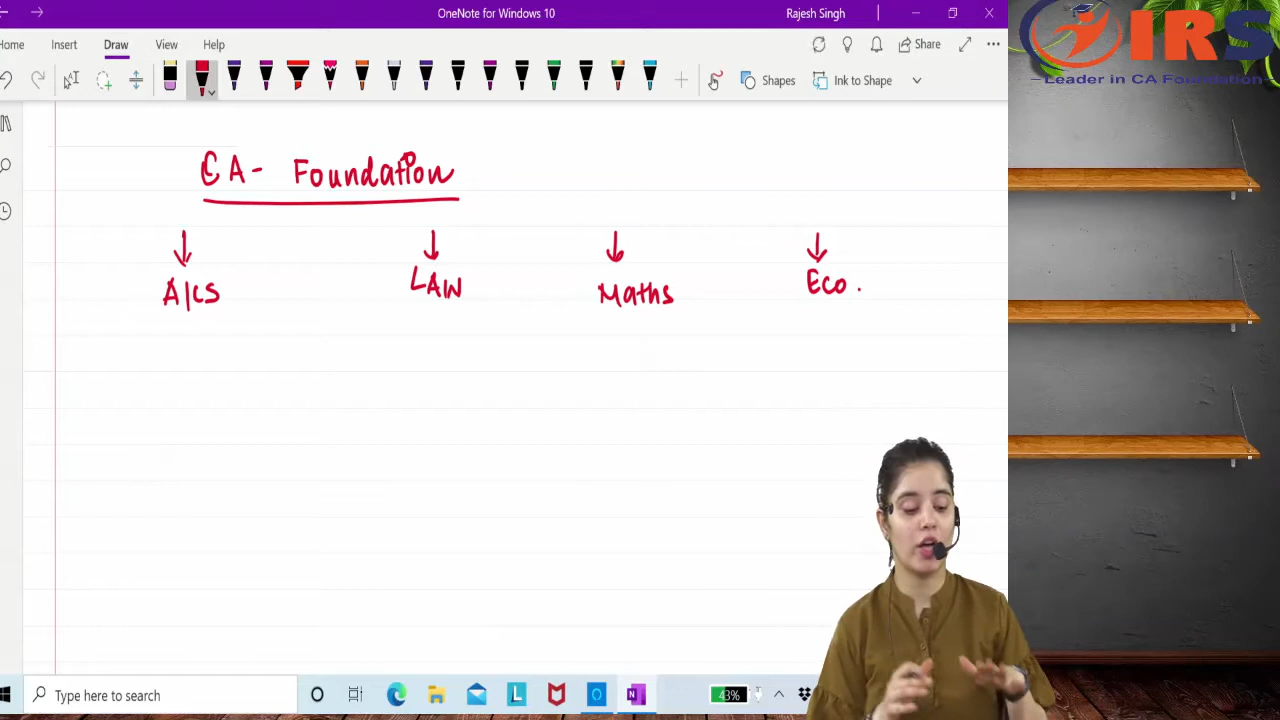 OneNote for Windows 10
Rajesh Singh
Home Insert Draw View Help
Share
Shapes Ink to Shape
IRS
Leader in CA Foundation
CA- Foundation
A/CS LAW Maths Eco.
Type here to search
43%